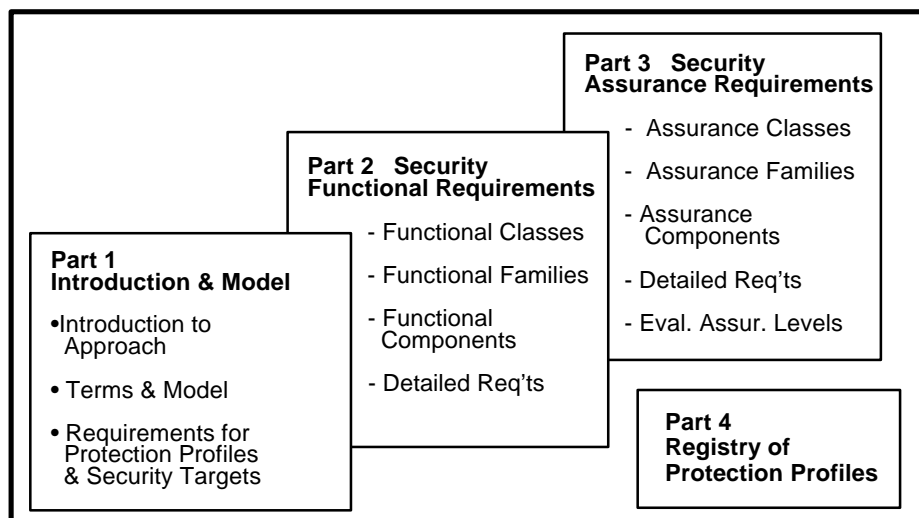 Part 1
Introduction & Model
•Introduction to
Approach
• Terms & Model
• Requirements for
Protection Profiles
& Security Targets
Part 2 Security
Functional Requirements
- Functional Classes
- Functional Families
- Functional
Components
- Detailed Req'ts
Part 3 Security
Assurance Requirements
- Assurance Classes
- Assurance Families
- Assurance
Components
- Detailed Req'ts
- Eval. Assur. Levels
Part 4
Registry of
Protection Profiles